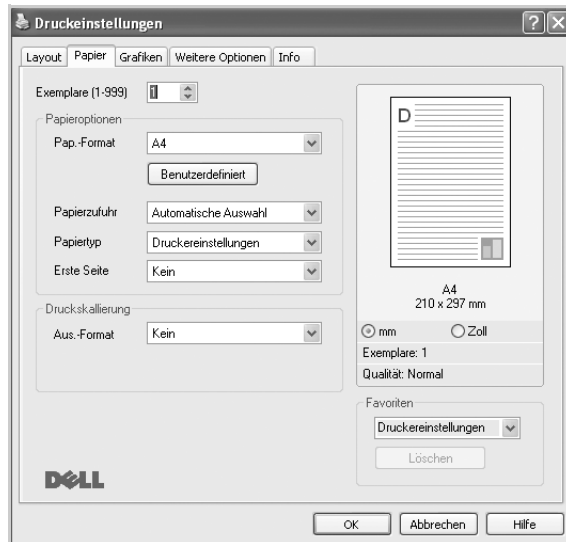 Druckeinstellungen
Layout Papier Grafiken Weitere Optionen Info
Exemplare (1-999) 1
Papieroptionen
Pap.-Format A4
Benutzerdefiniert
Papierzufuhr Automatische Auswahl
Papiertyp Druckereinstellungen
Erste Seite Kein
Druckskallierung
Aus.-Format Kein
D
A4
210 x 297 mm
mm Zoll
Exemplare: 1
Qualität: Normal
Favoriten
Druckereinstellungen
Löschen
DELL
OK Abbrechen Hilfe